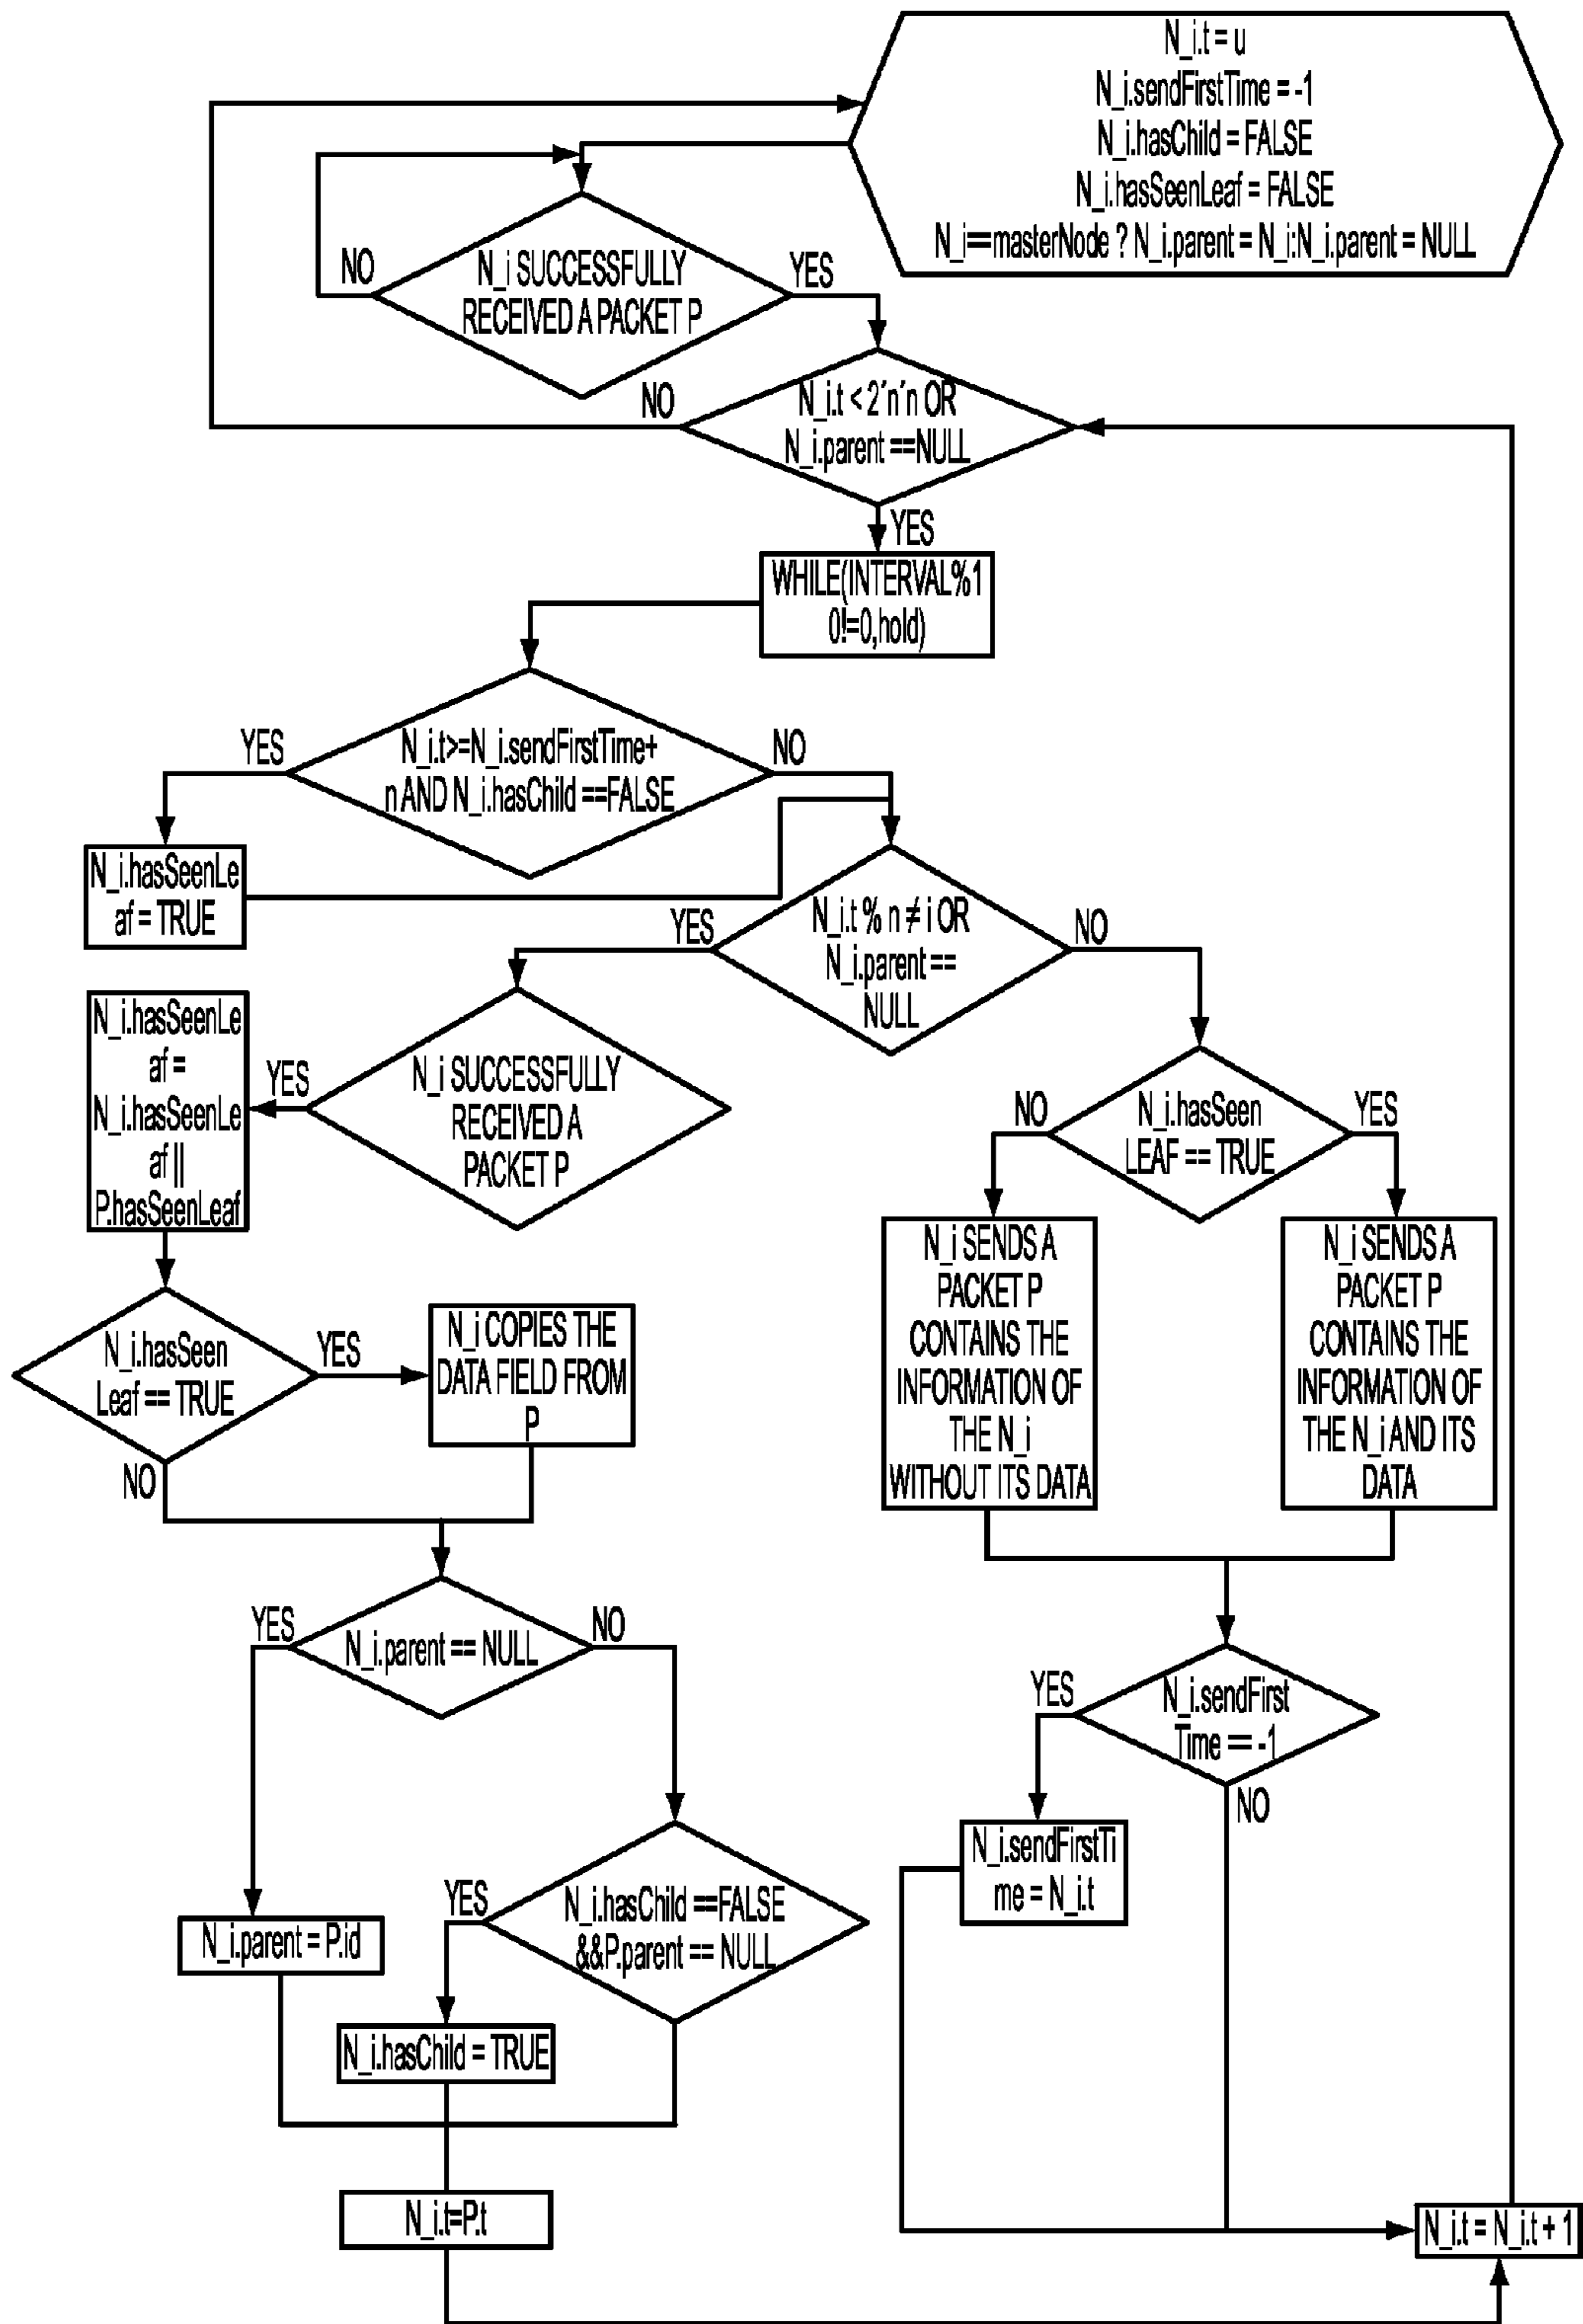 N_i.t = u
N_i.sendFirstTime = -1
N_i.hasChild = FALSE
N_i.hasSeenLeaf = FALSE
N_i==masterNode ? N_i.parent = N_i:N_i.parent = NULL
NO
N_i SUCCESSFULLY
RECEIVED A PACKET P
YES
NO
N_i.t < 2´n´n OR
N_i.parent ==NULL
YES
WHILE(INTERVAL%1
0!=0,hold)
YES
N_i.t>=N_i.sendFirstTime+
n AND N_i.hasChild ==FALSE
NO
N_i.hasSeenLe
af = TRUE
YES
N_i.t % n ≠ i OR
N_i.parent ==
NULL
NO
N_i.hasSeenLe
af =
N_i.hasSeenLe
af ||
P.hasSeenLeaf
YES
N_i SUCCESSFULLY
RECEIVED A
PACKET P
NO
N_i.hasSeen
LEAF == TRUE
YES
N_i SENDS A
PACKET P
CONTAINS THE
INFORMATION OF
THE N_i
WITHOUT ITS DATA
N_i SENDS A
PACKET P
CONTAINS THE
INFORMATION OF
THE N_i AND ITS
DATA
N_i.hasSeen
Leaf == TRUE
YES
NO
N_i COPIES THE
DATA FIELD FROM
P
YES
N_i.parent == NULL
NO
YES
N_i.sendFirst
Time == -1
NO
N_i.sendFirstTi
me = N_i.t
N_i.parent = P.id
YES
N_i.hasChild ==FALSE
&&P.parent == NULL
N_i.hasChild = TRUE
N_i.t=P.t
N_i.t = N_i.t + 1